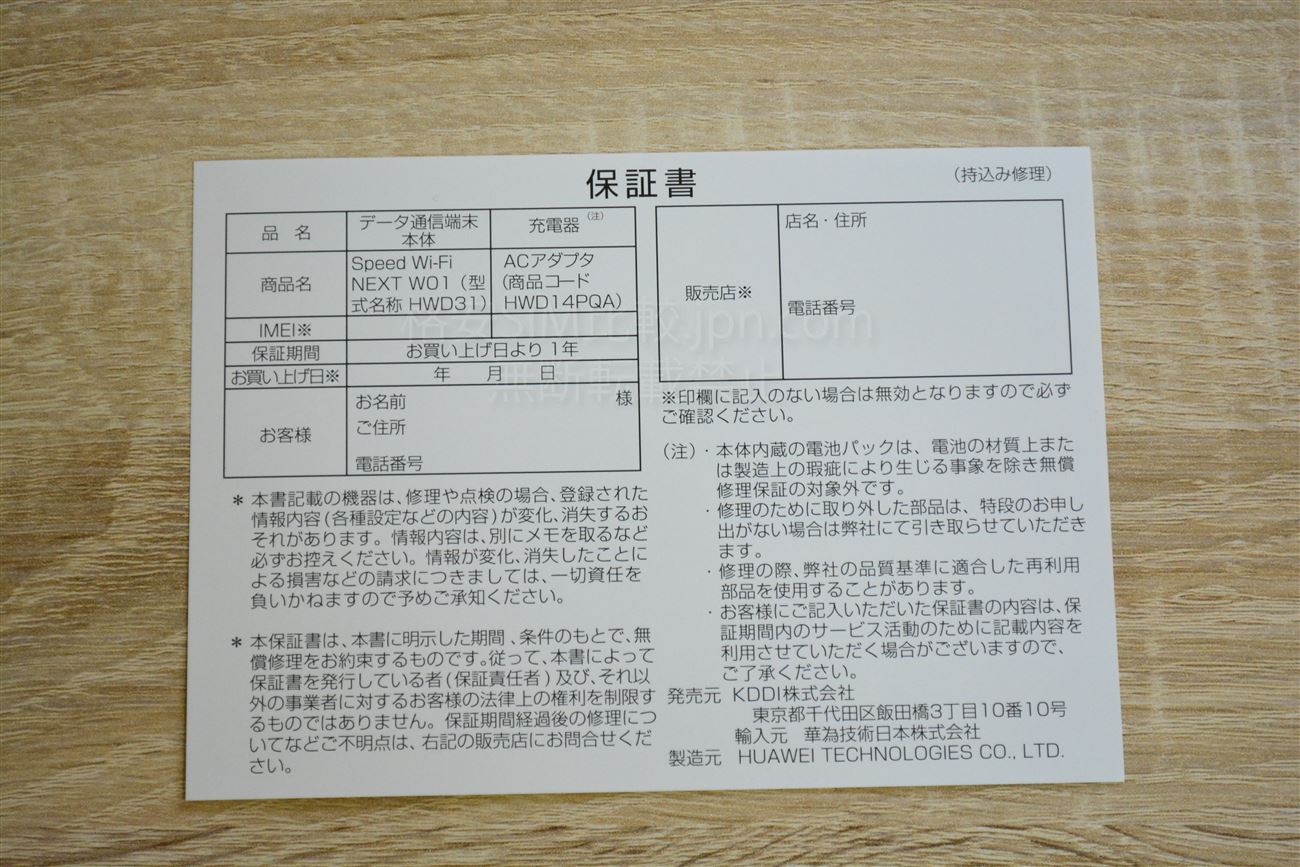 保証書
（持込み修理）
品 名
データ通信端末
本体
充電器（注）
商品名
Speed Wi-Fi
NEXT W01（型
式名称 HWD31）
ACアダプタ
（商品コード
HWD14PQA）
IMEI※
保証期間
お買い上げ日より 1年
お買い上げ日※
年 月 日
お客様
お名前 様
ご住所
電話番号
販売店※
店名・住所
電話番号
＊本書記載の機器は、修理や点検の場合、登録された
情報内容（各種設定などの内容）が変化、消失するお
それがあります。情報内容は、別にメモを取るなど
必ずお控えください。情報が変化、消失したことに
よる損害などの請求につきましては、一切責任を
負いかねますので予めご承知ください。
＊本保証書は、本書に明示した期間、条件のもとで、無
償修理をお約束するものです。従って、本書によって
保証書を発行している者（保証責任者）及び、それ以
外の事業者に対するお客様の法律上の権利を制限す
るものではありません。保証期間経過後の修理につ
いてなどご不明点は、右記の販売店にお問合せくだ
さい。
※印欄に記入のない場合は無効となりますので必ず
ご確認ください。
（注）・本体内蔵の電池パックは、電池の材質上また
は製造上の瑕疵により生じる事象を除き無償
修理保証の対象外です。
・修理のために取り外した部品は、特段のお申し
出がない場合は弊社にて引き取らせていただき
ます。
・修理の際、弊社の品質基準に適合した再利用
部品を使用することがあります。
・お客様にご記入いただいた保証書の内容は、保
証期間内のサービス活動のために記載内容を
利用させていただく場合がございますので、
ご了承ください。
発売元 KDDI株式会社
東京都千代田区飯田橋3丁目10番10号
輸入元 華為技術日本株式会社
製造元 HUAWEI TECHNOLOGIES CO., LTD.
格安SIM比較.jpn.com
無断転載禁止